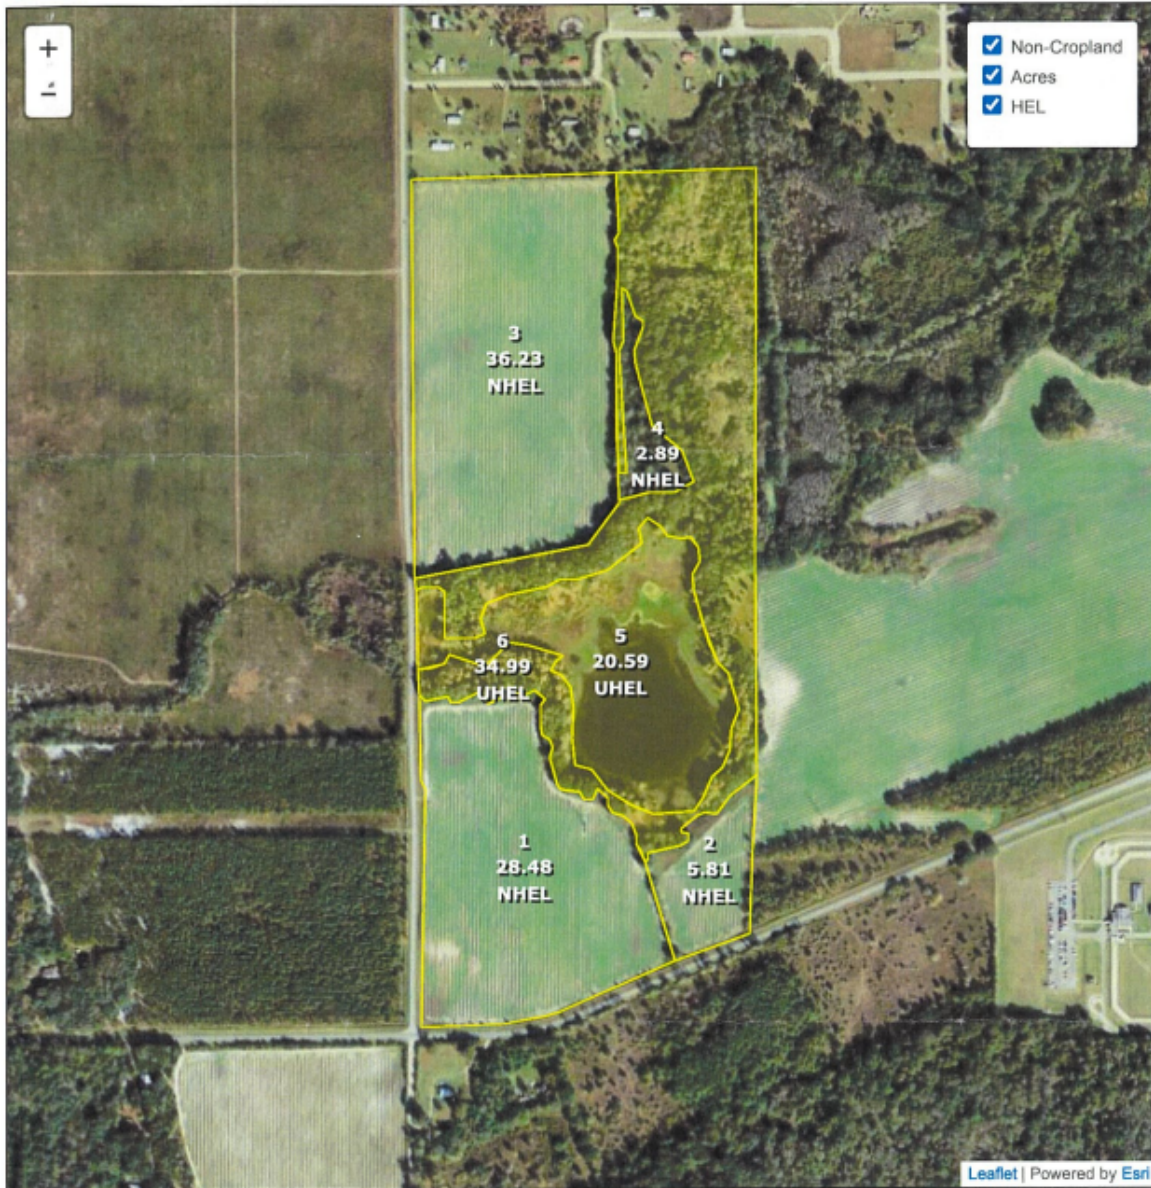 +
−
Non-Cropland
Acres
HEL
3
36.23
NHEL
4
2.89
NHEL
6
34.99
UHEL
5
20.59
UHEL
1
28.48
NHEL
2
5.81
NHEL
Leaflet | Powered by Esri